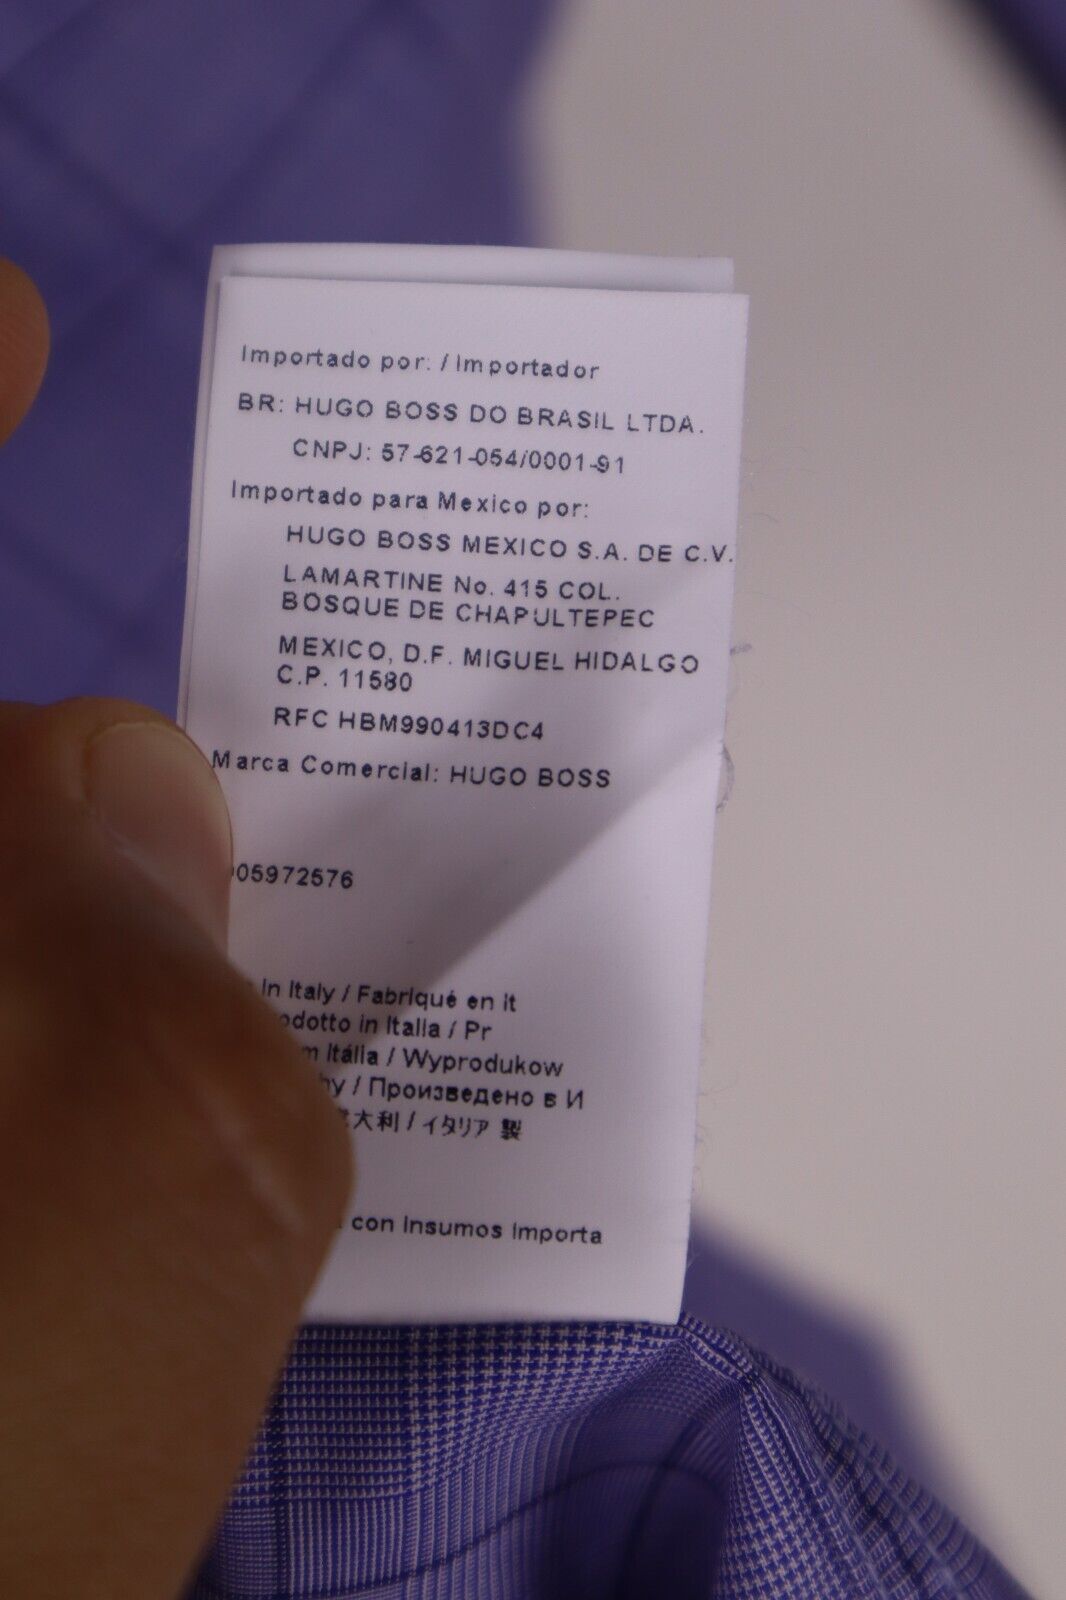 Importado por: / Importador
BR: HUGO BOSS DO BRASIL LTDA.
CNPJ: 57-621-054/0001-91
Importado para Mexico por:
HUGO BOSS MEXICO S.A. DE C.V.
LAMARTINE No. 415 COL.
BOSQUE DE CHAPULTEPEC
MEXICO, D.F. MIGUEL HIDALGO
C.P. 11580
RFC HBM990413DC4
Marca Comercial: HUGO BOSS
05972576
in Italy / Fabriqué en It
odotto in Italia / Pr
m Itália / Wyprodukow
hy / Произведено в И
大利 / イタリア 製
con Insumos Importa